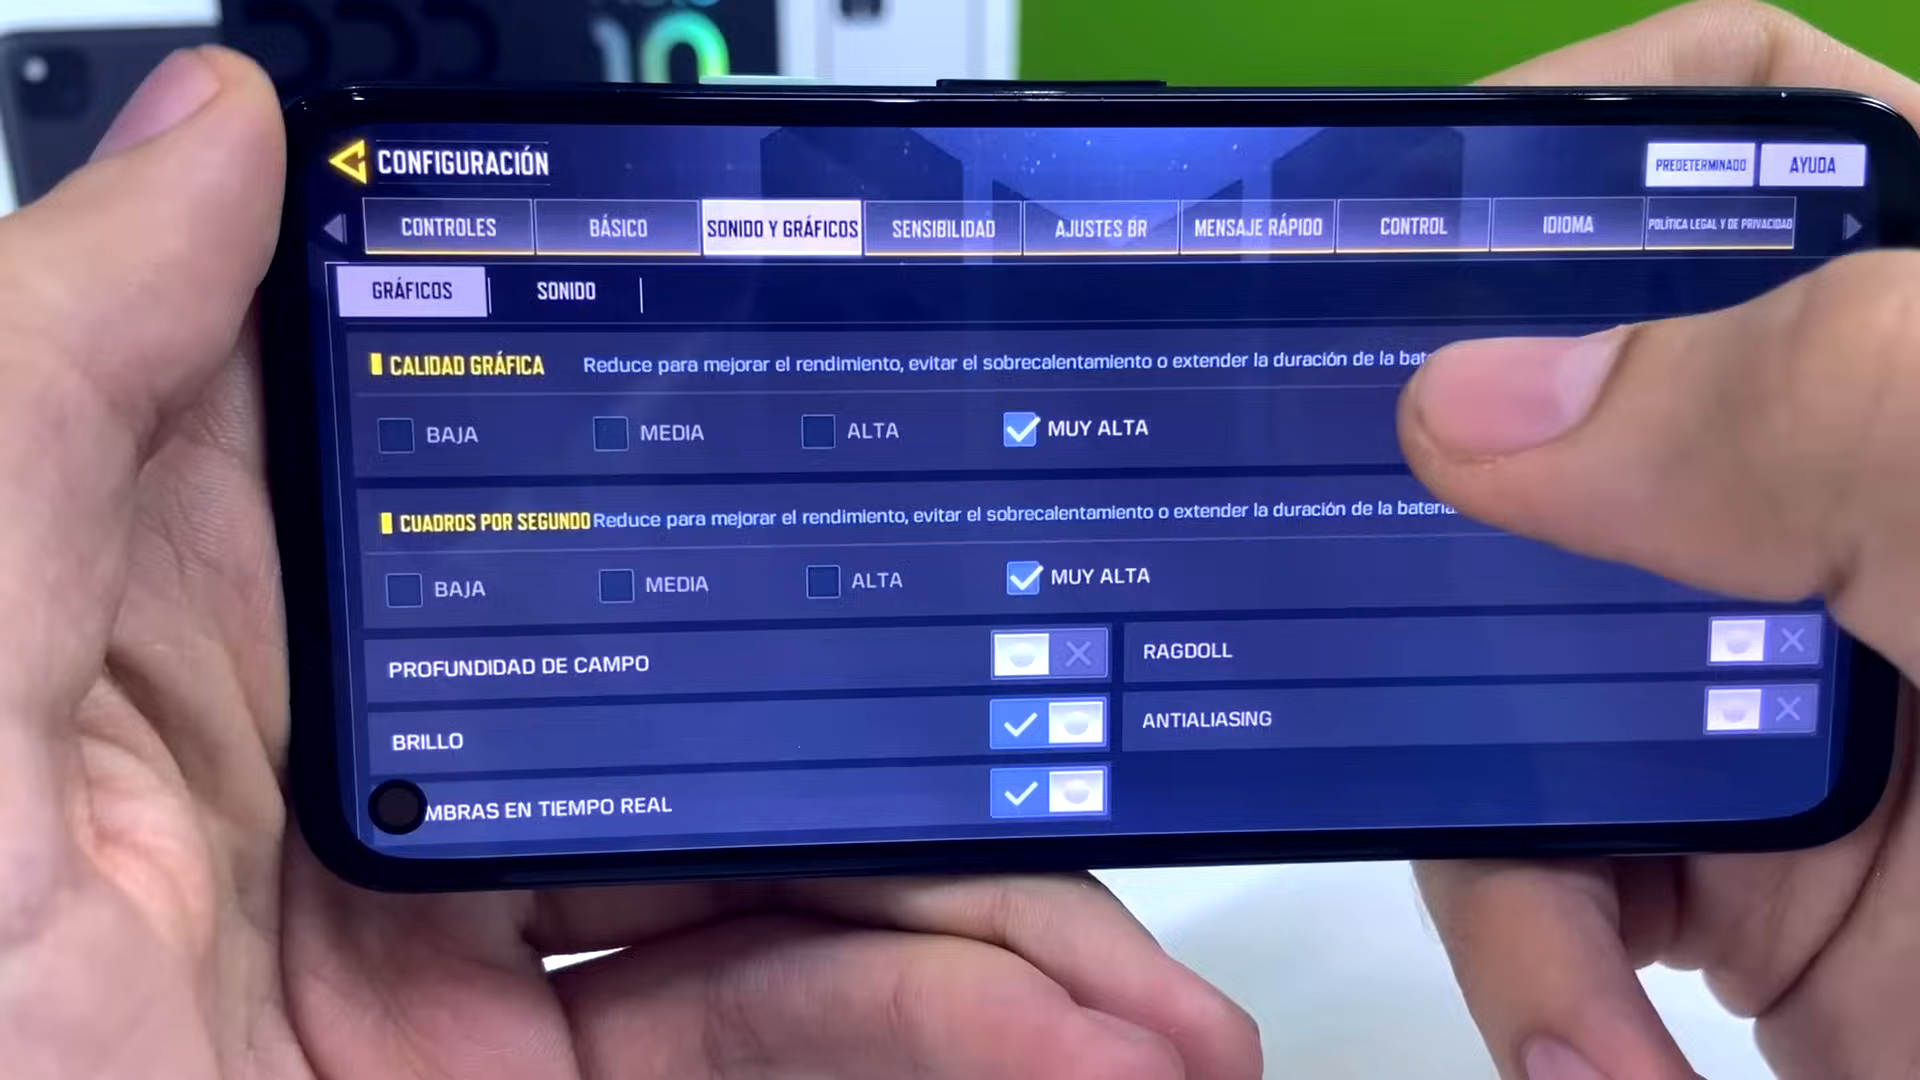 10
CONFIGURACIÓN
PREDETERMINADO
AYUDA
CONTROLES
BÁSICO
SONIDO Y GRÁFICOS
SENSIBILIDAD
AJUSTES BR
MENSAJE RÁPIDO
CONTROL
IDIOMA
POLÍTICA LEGAL Y DE PRIVACIDAD
GRÁFICOS
SONIDO
CALIDAD GRÁFICA
Reduce para mejorar el rendimiento, evitar el sobrecalentamiento o extender la duración de la bat
BAJA
MEDIA
ALTA
MUY ALTA
CUADROS POR SEGUNDO
Reduce para mejorar el rendimiento, evitar el sobrecalentamiento o extender la duración de la batería.
BAJA
MEDIA
ALTA
MUY ALTA
PROFUNDIDAD DE CAMPO
RAGDOLL
BRILLO
ANTIALIASING
MBRAS EN TIEMPO REAL